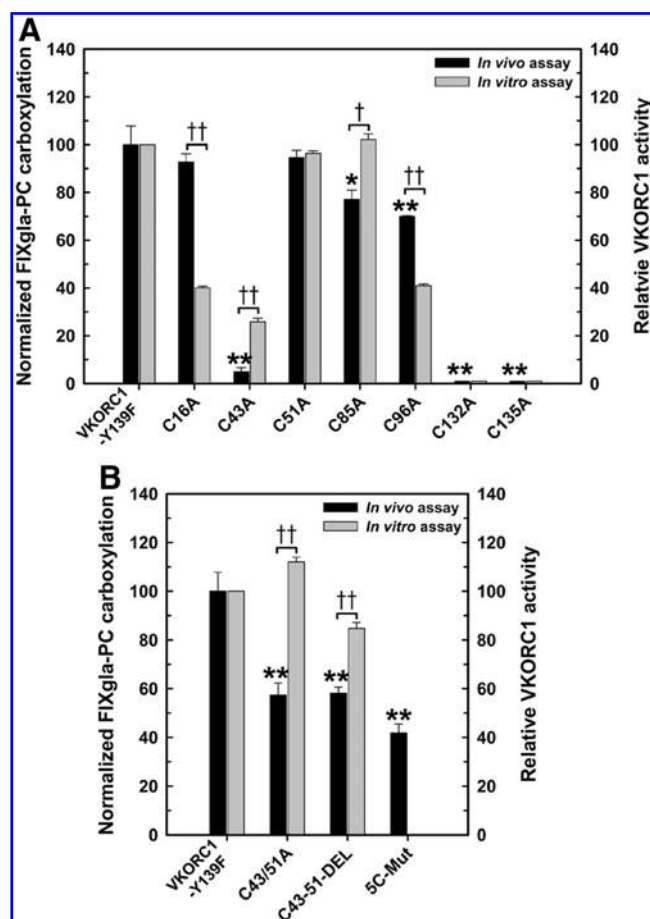 A
In vivo assay
In vitro assay
Normalized FIXgla-PC carboxylation
Relatvie VKORC1 activity
140
120
100
80
60
40
20
0
140
120
100
80
60
40
20
0
††
**
††
*
†
**
††
**
**
VKORC1
-Y139F
C16A
C43A
C51A
C85A
C96A
C132A
C135A
B
In vivo assay
In vitro assay
Normalized FIXgla-PC carboxylation
Relative VKORC1 activity
140
120
100
80
60
40
20
0
140
120
100
80
60
40
20
0
**
††
**
††
**
VKORC1
-Y139F
C43/51A
C43-51-DEL
5C-Mut